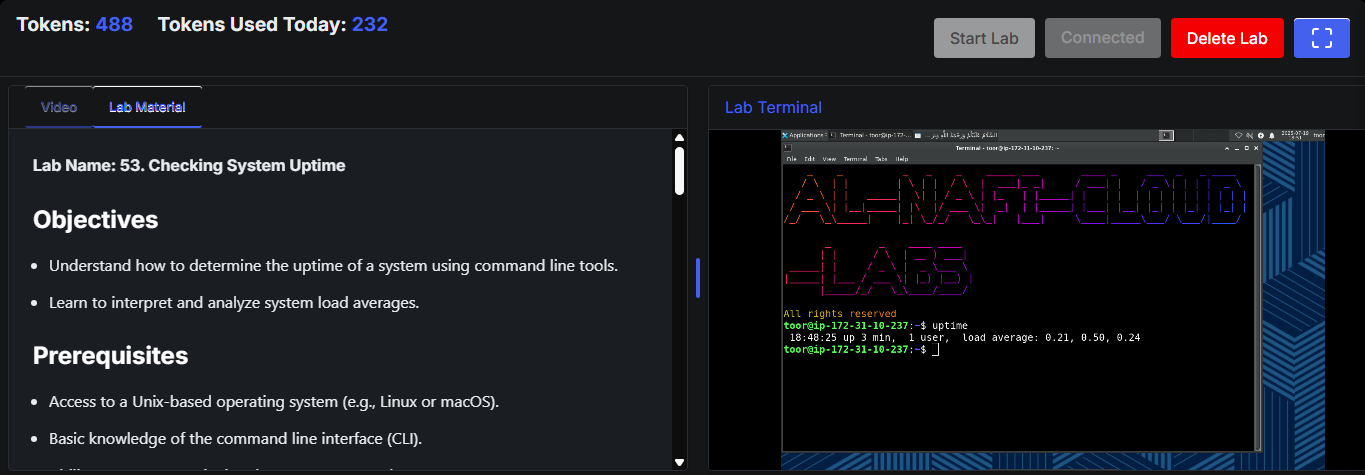 Tokens: 488 Tokens Used Today: 232
Start Lab
Connected
Delete Lab
Video
Lab Material
Lab Name: 53. Checking System Uptime
Objectives
• Understand how to determine the uptime of a system using command line tools.
• Learn to interpret and analyze system load averages.
Prerequisites
• Access to a Unix-based operating system (e.g., Linux or macOS).
• Basic knowledge of the command line interface (CLI).
Lab Terminal
Applications Terminal - toor@ip-172-...
toor
Terminal - toor@ip-172-31-10-237: ~
File Edit View Terminal Tabs Help
AL-NAFI-CLOUD
-LABS
All rights reserved
toor@ip-172-31-10-237:~$ uptime
18:48:25 up 3 min, 1 user, load average: 0.21, 0.50, 0.24
toor@ip-172-31-10-237:~$